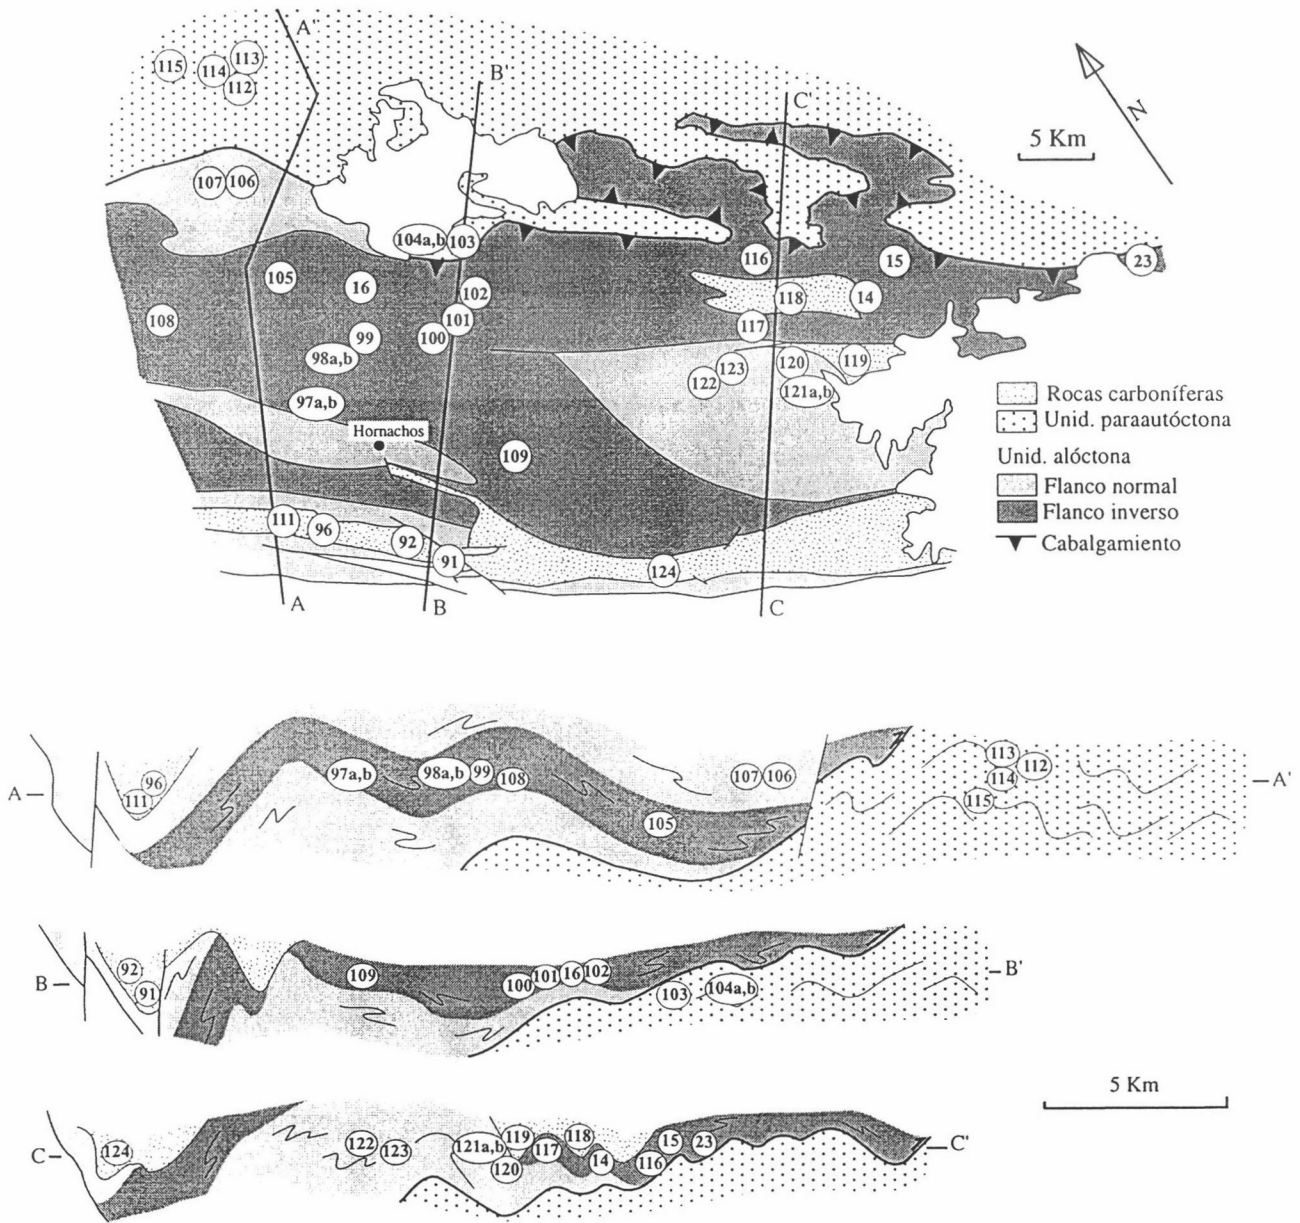 A'
B'
C'
N
5 Km
115
114
113
112
107
106
104a,b
103
105
16
102
101
100
99
98a,b
97a,b
108
Hornachos
109
116
15
23
118
14
117
123
122
120
119
121a,b
111
96
92
91
124
A
B
C
Rocas carboníferas
Unid. paraautóctona
Unid. alóctona
Flanco normal
Flanco inverso
Cabalgamiento
A
96
111
97a,b
98a,b
99
108
105
107
106
113
112
114
115
A'
B
92
91
109
100
101
16
102
103
104a,b
B'
5 Km
C
124
122
123
121a,b
119
120
117
118
14
116
15
23
C'